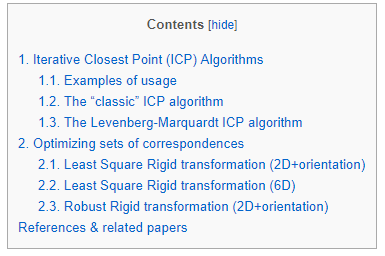 Contents [hide]
1. Iterative Closest Point (ICP) Algorithms
1.1. Examples of usage
1.2. The “classic” ICP algorithm
1.3. The Levenberg-Marquardt ICP algorithm
2. Optimizing sets of correspondences
2.1. Least Square Rigid transformation (2D+orientation)
2.2. Least Square Rigid transformation (6D)
2.3. Robust Rigid transformation (2D+orientation)
References & related papers